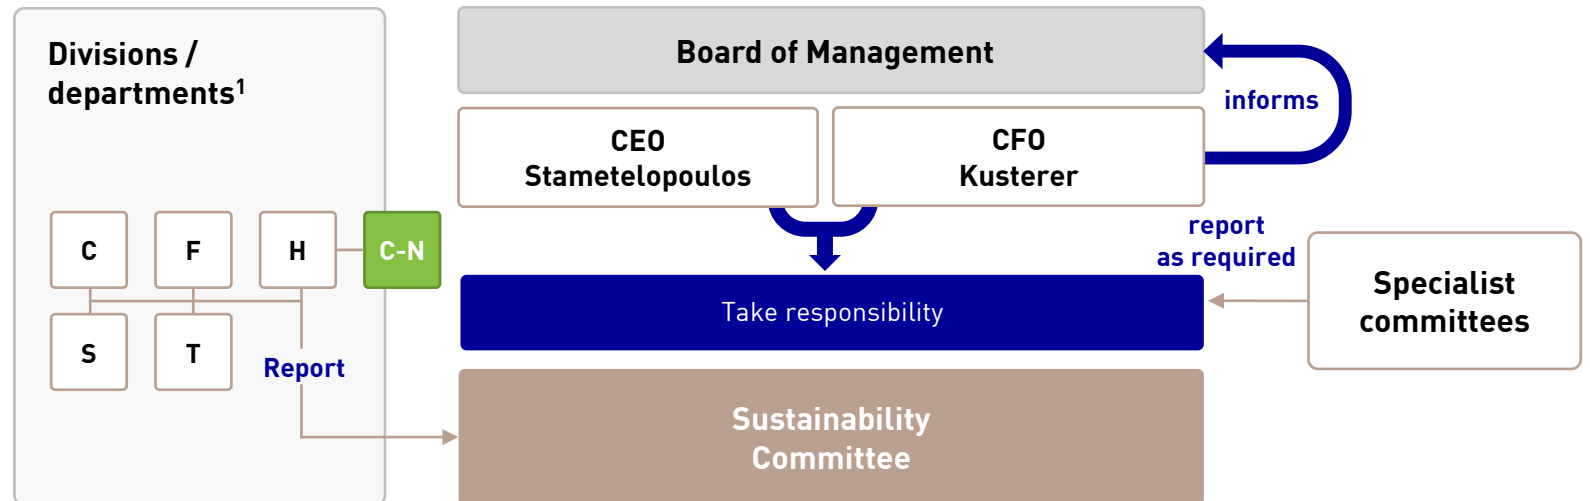 Divisions /
departments¹
C
F
H
C-N
S
T
Report
Board of Management
informs
CEO
Stametelopoulos
CFO
Kusterer
report
as required
Take responsibility
Specialist
committees
Sustainability
Committee